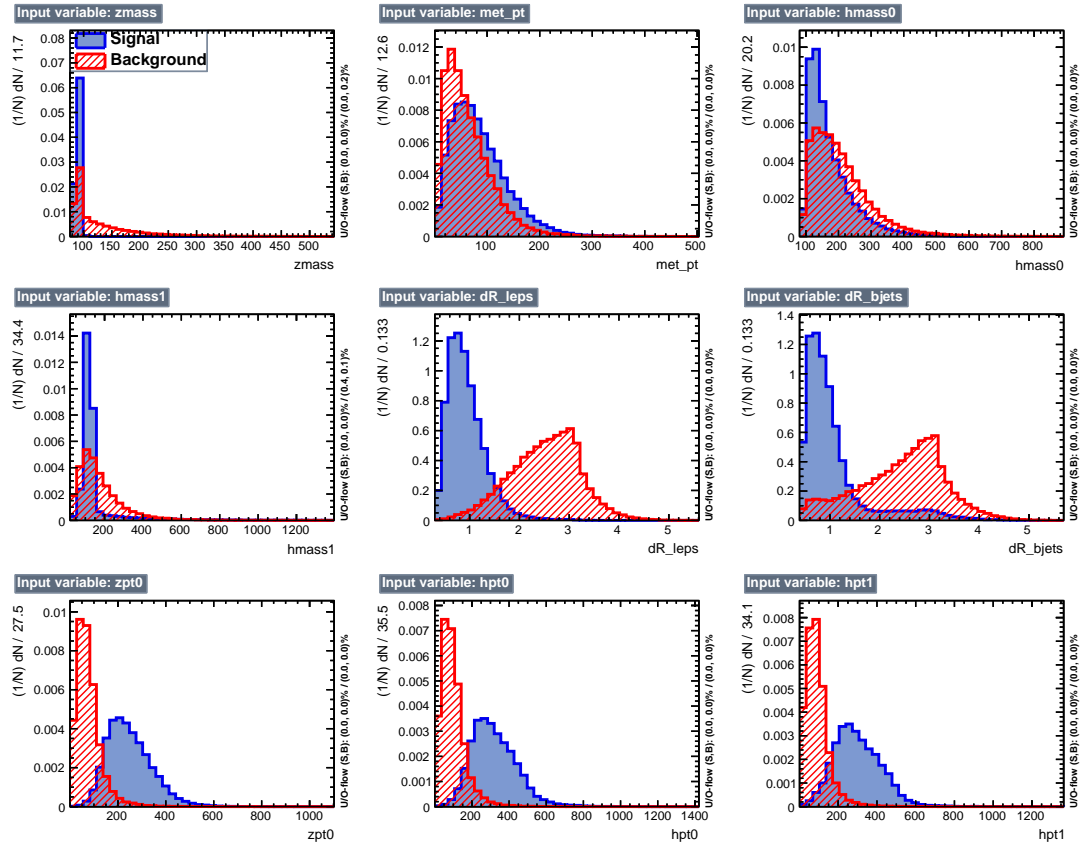 Input variable: zmass
(1/N) dN / 11.7
0.08
0.07
0.06
0.05
0.04
0.03
0.02
0.01
0
Signal
Background
100 200 300 400 500
zmass
U/O-flow (S,B): (0.0, 0.0)% / (0.0, 0.2)%
Input variable: met_pt
(1/N) dN / 12.6
0.012
0.01
0.008
0.006
0.004
0.002
0
100 200 300 400 500
met_pt
U/O-flow (S,B): (0.0, 0.0)% / (0.0, 0.0)%
Input variable: hmass0
(1/N) dN / 20.2
0.01
0.008
0.006
0.004
0.002
0
100 200 300 400 500 600 700 800
hmass0
U/O-flow (S,B): (0.0, 0.0)% / (0.0, 0.0)%
Input variable: hmass1
(1/N) dN / 34.4
0.014
0.012
0.01
0.008
0.006
0.004
0.002
0
200 400 600 800 1000 1200
hmass1
U/O-flow (S,B): (0.0, 0.0)% / (0.4, 0.1)%
Input variable: dR_leps
(1/N) dN / 0.133
1.2
1
0.8
0.6
0.4
0.2
0
1 2 3 4 5
dR_leps
U/O-flow (S,B): (0.0, 0.0)% / (0.0, 0.0)%
Input variable: dR_bjets
(1/N) dN / 0.133
1.4
1.2
1
0.8
0.6
0.4
0.2
0
1 2 3 4 5
dR_bjets
U/O-flow (S,B): (0.0, 0.0)% / (0.0, 0.0)%
Input variable: zpt0
(1/N) dN / 27.5
0.01
0.008
0.006
0.004
0.002
0
200 400 600 800 1000
zpt0
U/O-flow (S,B): (0.0, 0.0)% / (0.0, 0.0)%
Input variable: hpt0
(1/N) dN / 35.5
0.008
0.007
0.006
0.005
0.004
0.003
0.002
0.001
0
200 400 600 800 1000 1200 1400
hpt0
U/O-flow (S,B): (0.0, 0.0)% / (0.0, 0.0)%
Input variable: hpt1
(1/N) dN / 34.1
0.008
0.007
0.006
0.005
0.004
0.003
0.002
0.001
0
200 400 600 800 1000 1200
hpt1
U/O-flow (S,B): (0.0, 0.0)% / (0.0, 0.0)%